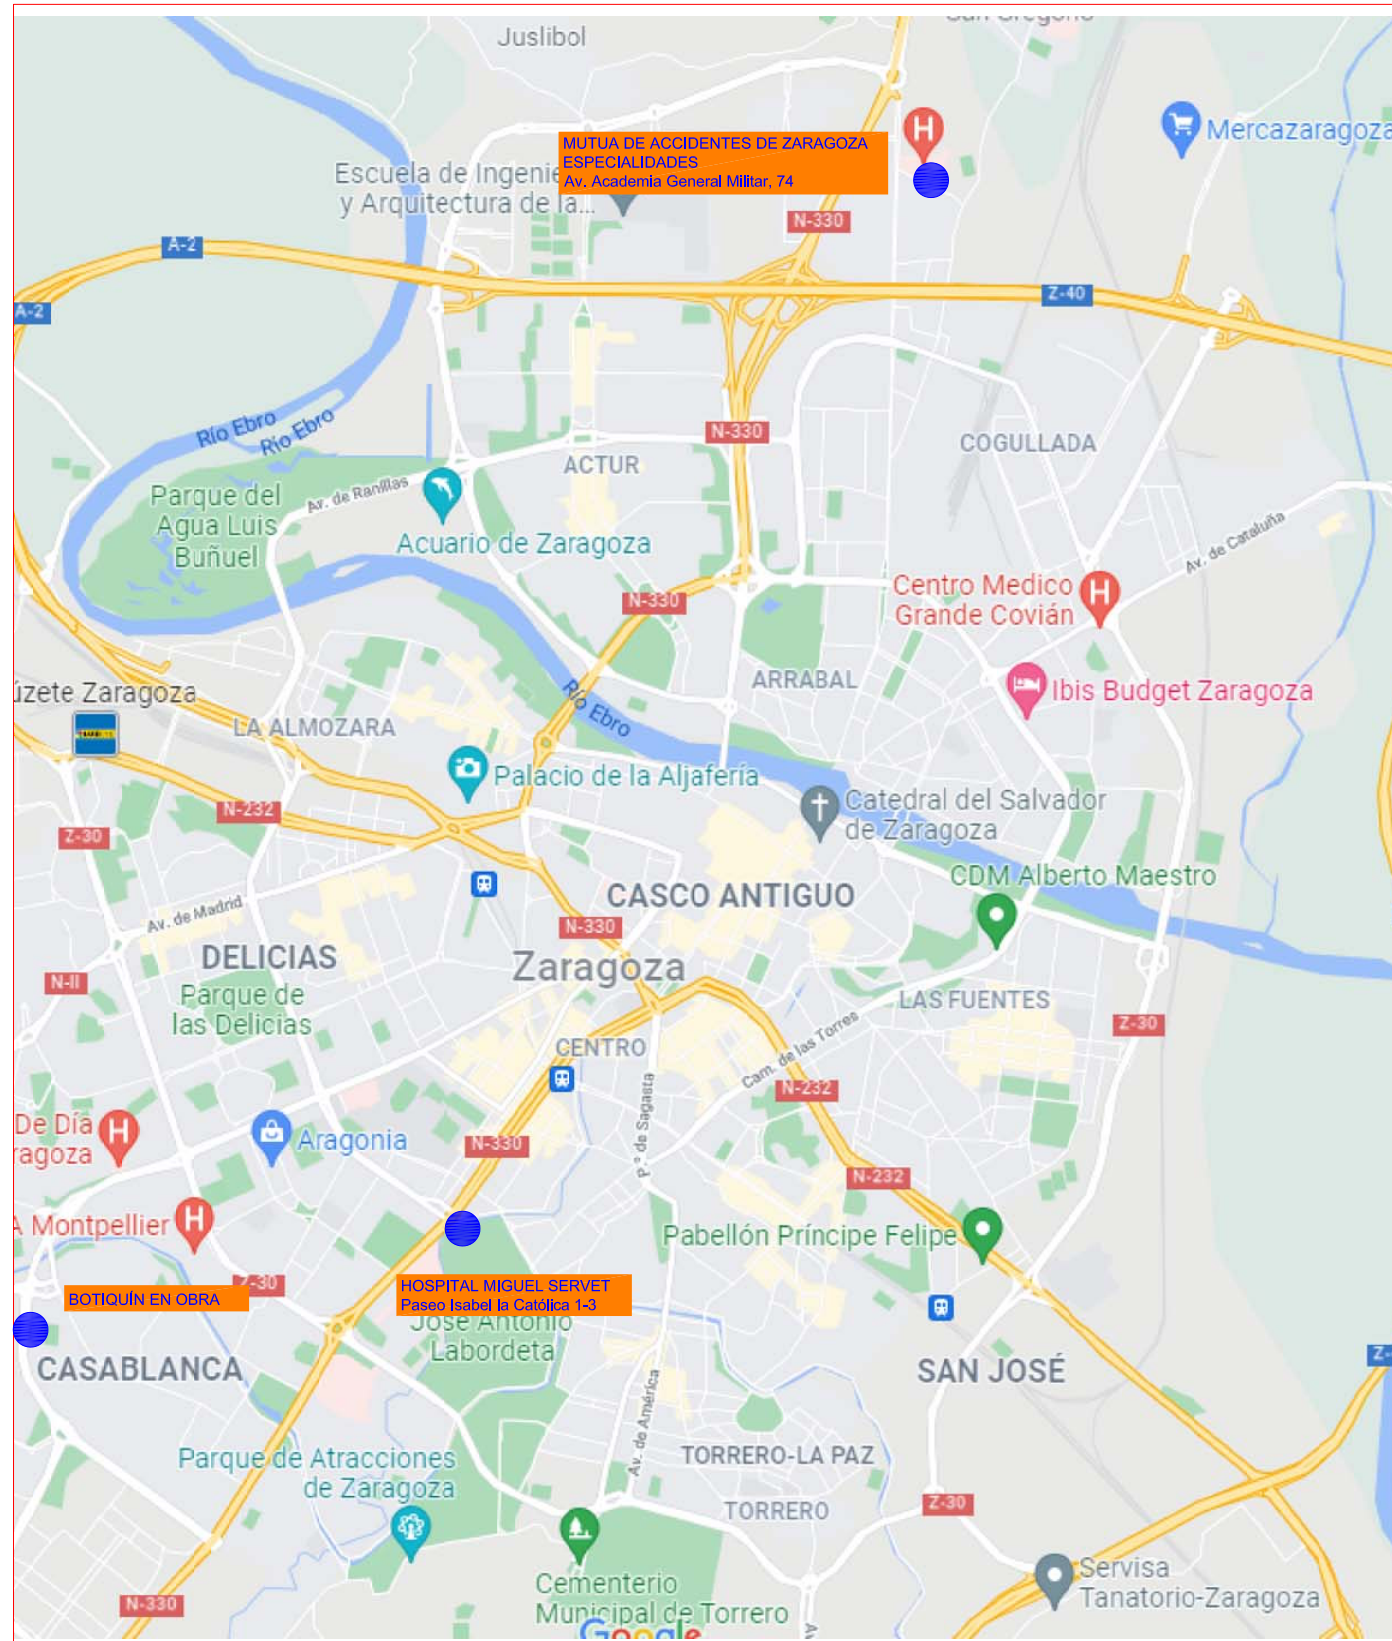 San Gregorio
Juslibol
MUTUA DE ACCIDENTES DE ZARAGOZA
ESPECIALIDADES
Av. Academia General Militar, 74
H
Mercazaragoza
Escuela de Ingenie
y Arquitectura de la...
N-330
A-2
Z-40
A-2
Río Ebro
Río Ebro
N-330
COGULLADA
ACTUR
Av. de Ranillas
Parque del
Agua Luis
Buñuel
Acuario de Zaragoza
Av. de Cataluña
Centro Medico
Grande Covián
H
N-330
ARRABAL
Ibis Budget Zaragoza
úzete Zaragoza
Río Ebro
LA ALMOZARA
Palacio de la Aljafería
Catedral del Salvador
de Zaragoza
N-232
Z-30
CDM Alberto Maestro
CASCO ANTIGUO
Av. de Madrid
N-330
DELICIAS
Zaragoza
N-II
Parque de
las Delicias
LAS FUENTES
Z-30
CENTRO
Cam. de las Torres
N-232
P.º de Sagasta
De Día
ragoza
H
Aragonia
N-330
N-232
A Montpellier
H
Pabellón Príncipe Felipe
Z-30
BOTIQUÍN EN OBRA
HOSPITAL MIGUEL SERVET
Paseo Isabel la Católica 1-3
José Antonio
Labordeta
CASABLANCA
SAN JOSÉ
Z-
Av. de América
Parque de Atracciones
de Zaragoza
TORRERO-LA PAZ
TORRERO
Z-30
Servisa
Tanatorio-Zaragoza
Cementerio
Municipal de Torrero
N-330
Google
Av